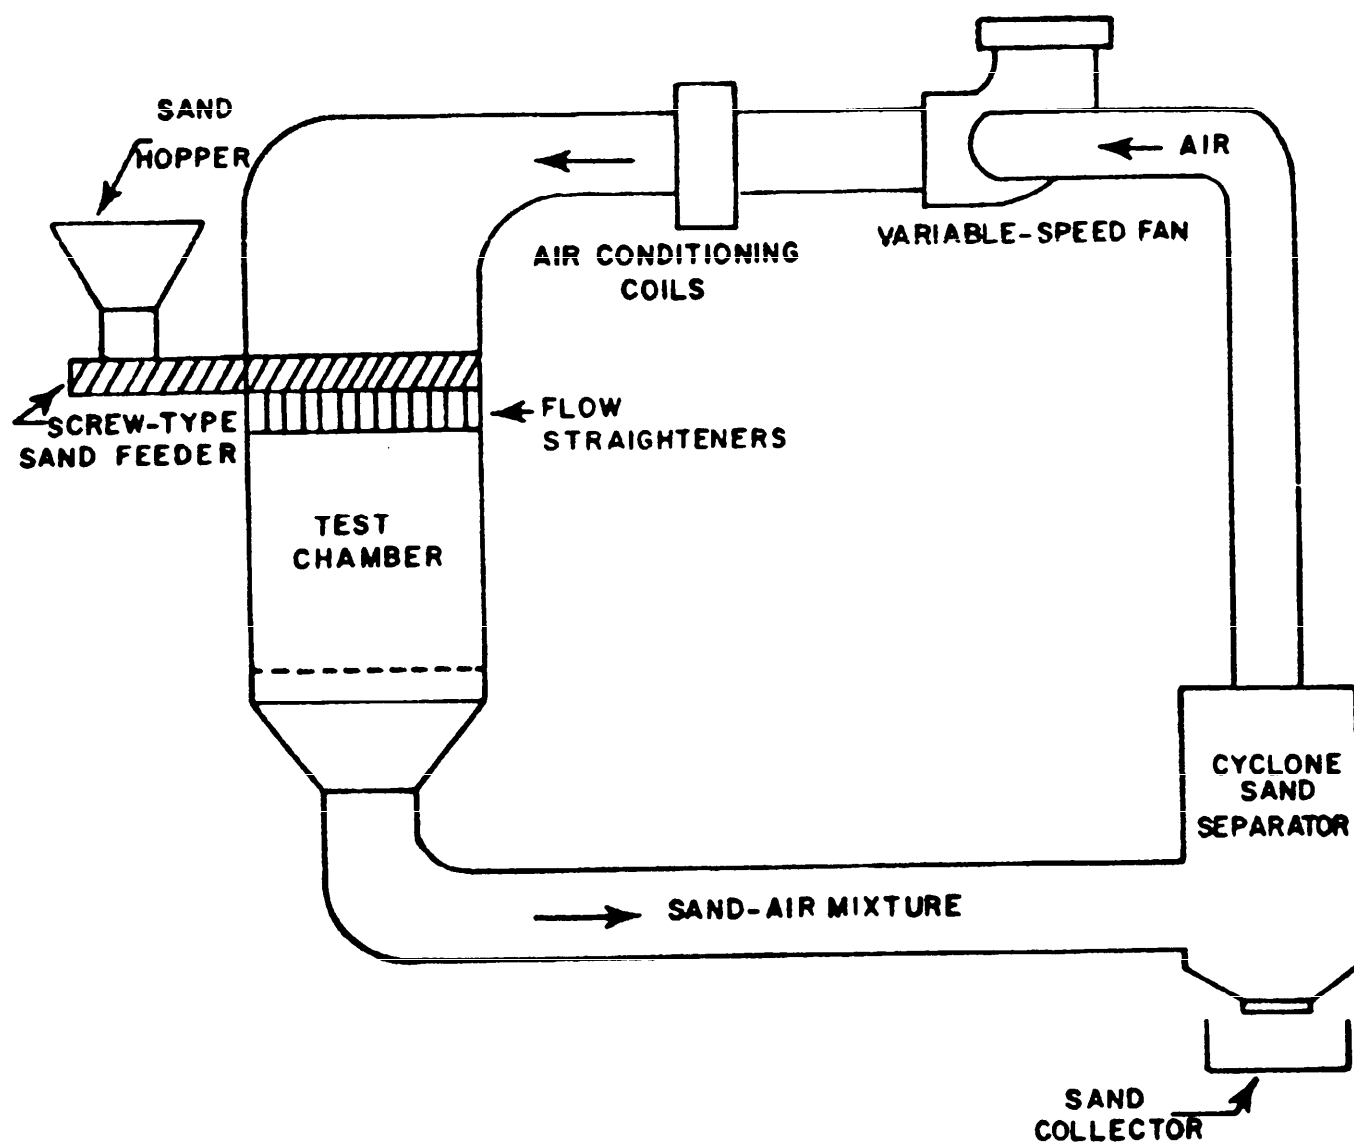 SAND
HOPPER
AIR
VARIABLE-SPEED FAN
AIR CONDITIONING
COILS
FLOW
STRAIGHTENERS
SCREW-TYPE
SAND FEEDER
TEST
CHAMBER
CYCLONE
SAND
SEPARATOR
SAND-AIR MIXTURE
SAND
COLLECTOR